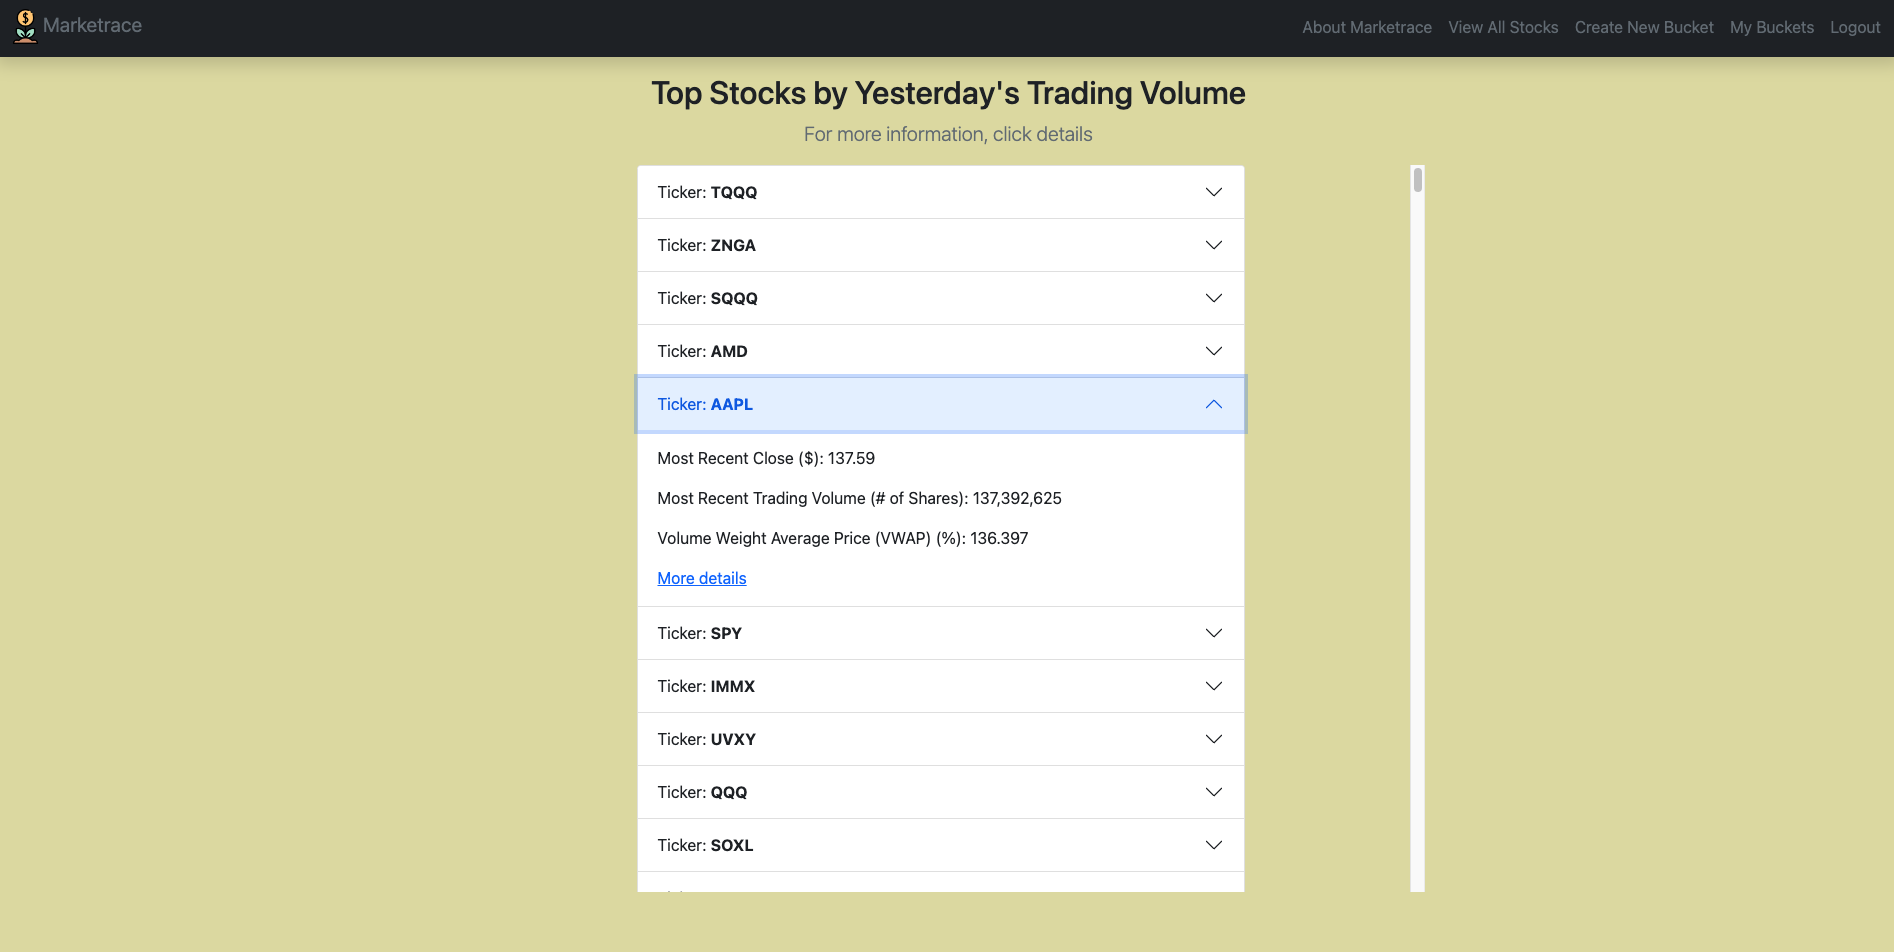 Marketrace
About Marketrace View All Stocks Create New Bucket My Buckets Logout
Top Stocks by Yesterday's Trading Volume
For more information, click details
Ticker: TQQQ
Ticker: ZNGA
Ticker: SQQQ
Ticker: AMD
Ticker: AAPL
Most Recent Close ($): 137.59
Most Recent Trading Volume (# of Shares): 137,392,625
Volume Weight Average Price (VWAP) (%): 136.397
More details
Ticker: SPY
Ticker: IMMX
Ticker: UVXY
Ticker: QQQ
Ticker: SOXL